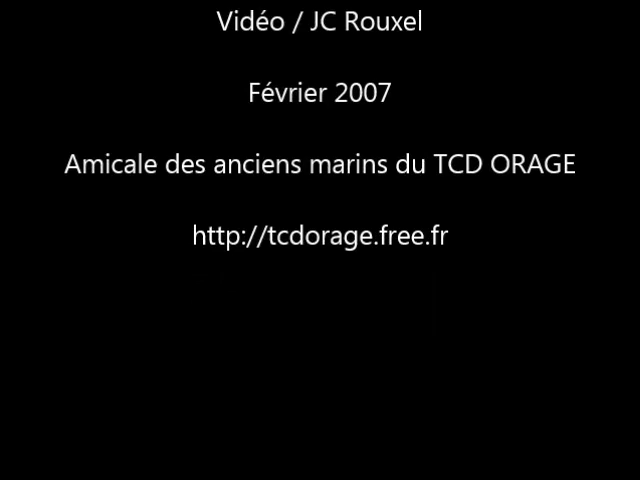 Vidéo / JC Rouxel
Février 2007
Amicale des anciens marins du TCD ORAGE
http://tcdorage.free.fr